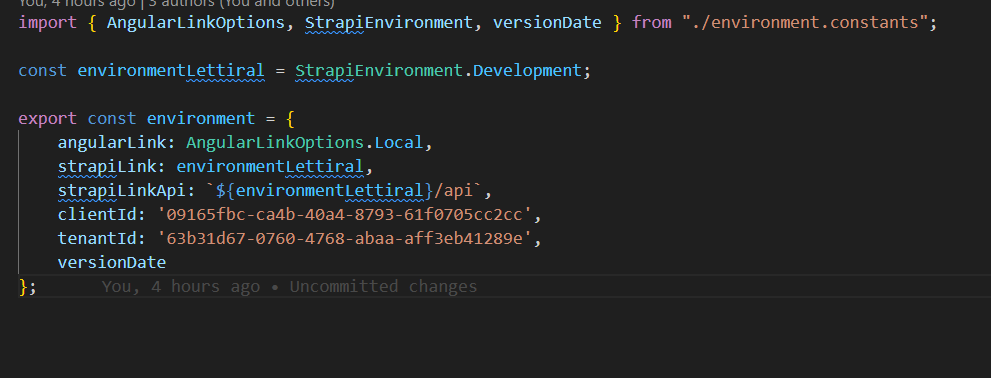 You, 4 hours ago | 3 authors (You and others)
import { AngularLinkOptions, StrapiEnvironment, versionDate } from "./environment.constants";
const environmentLettiral = StrapiEnvironment.Development;
export const environment = {
angularLink: AngularLinkOptions.Local,
strapiLink: environmentLettiral,
strapiLinkApi: `${environmentLettiral}/api`,
clientId: '09165fbc-ca4b-40a4-8793-61f0705cc2cc',
tenantId: '63b31d67-0760-4768-abaa-aff3eb41289e',
versionDate
}; You, 4 hours ago • Uncommitted changes